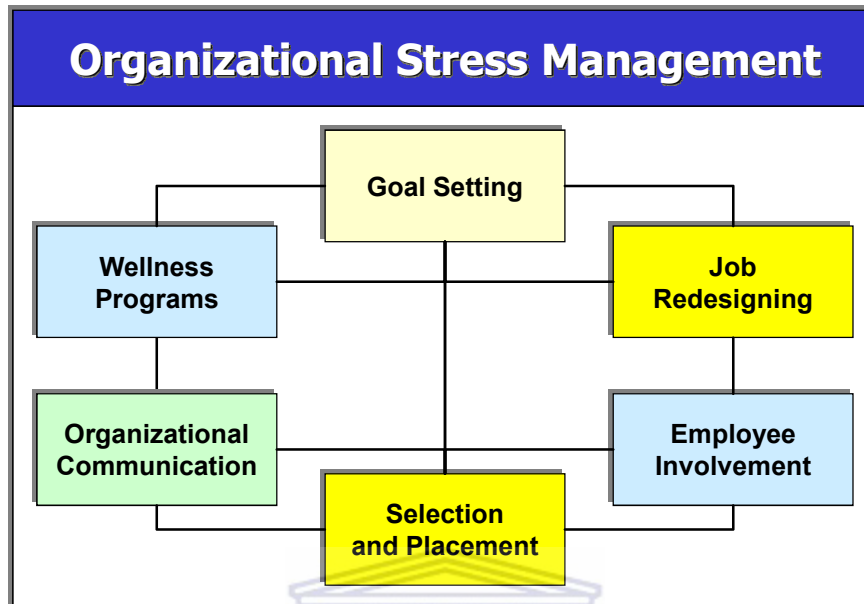 Organizational Stress Management
Goal Setting
Wellness
Programs
Job
Redesigning
Organizational
Communication
Employee
Involvement
Selection
and Placement